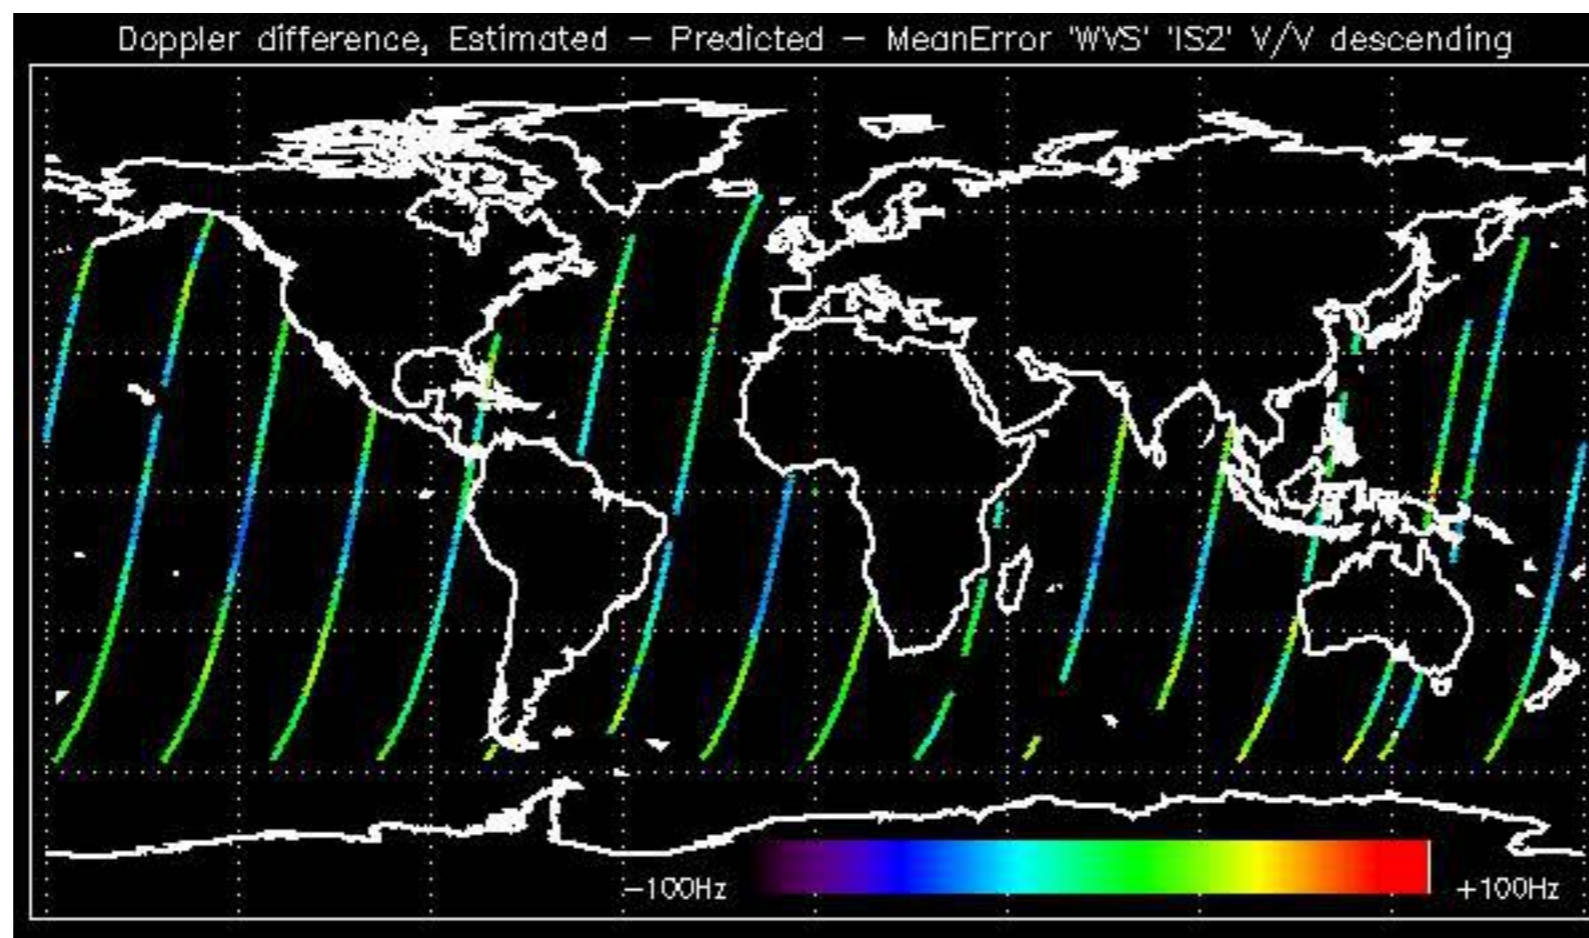 Doppler difference, Estimated - Predicted - MeanError 'WVS' 'IS2' V/V descending
-100Hz +100Hz